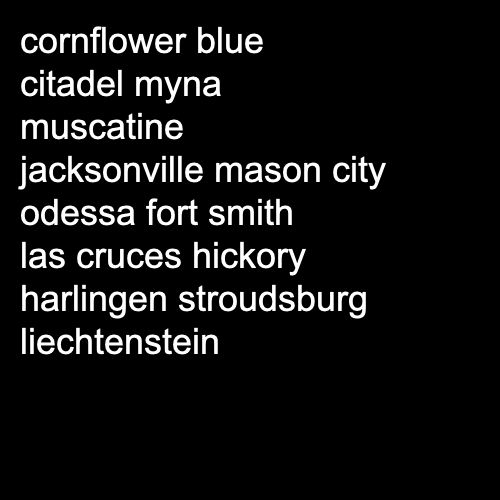 cornflower blue
citadel myna
muscatine
jacksonville mason city
odessa fort smith
las cruces hickory
harlingen stroudsburg
liechtenstein